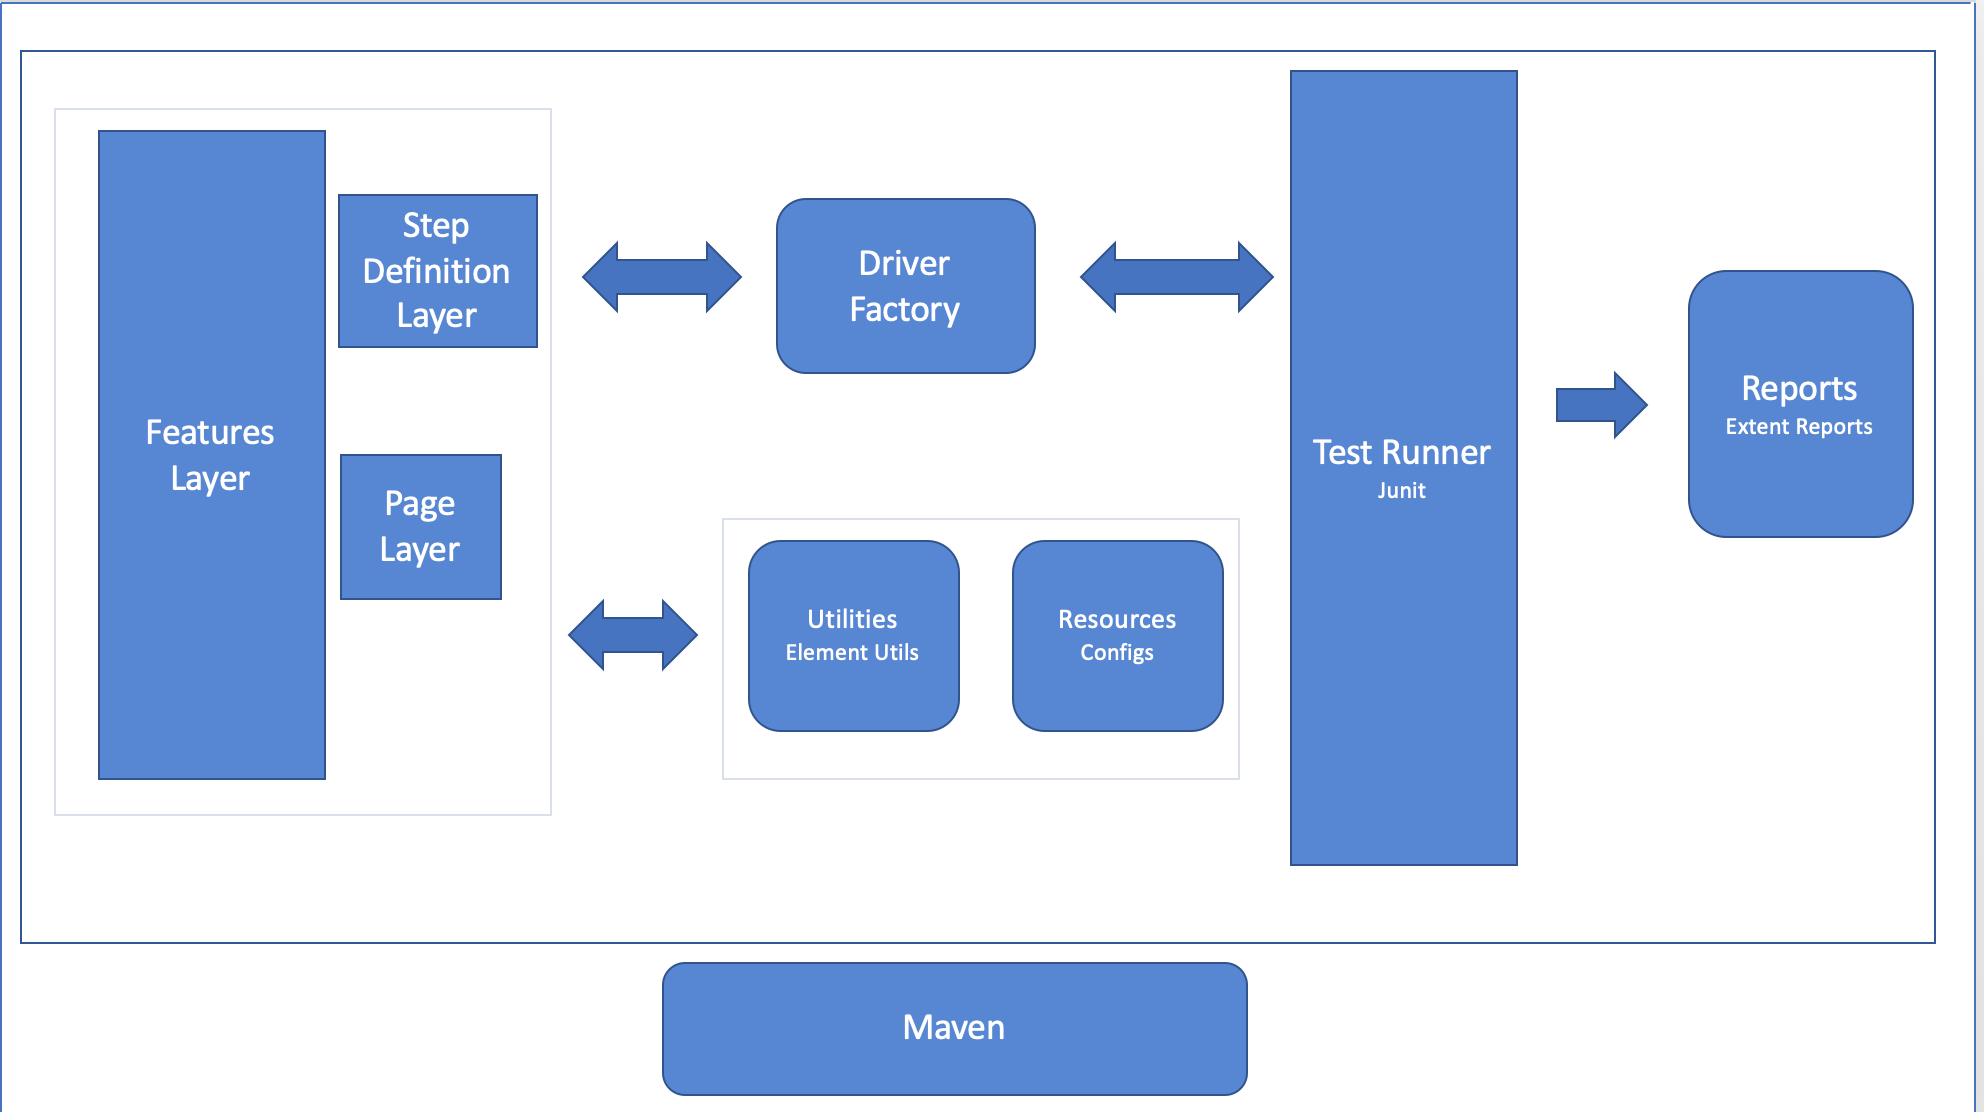 Features
Layer
Step
Definition
Layer
Page
Layer
Driver
Factory
Utilities
Element Utils
Resources
Configs
Test Runner
Junit
Reports
Extent Reports
Maven